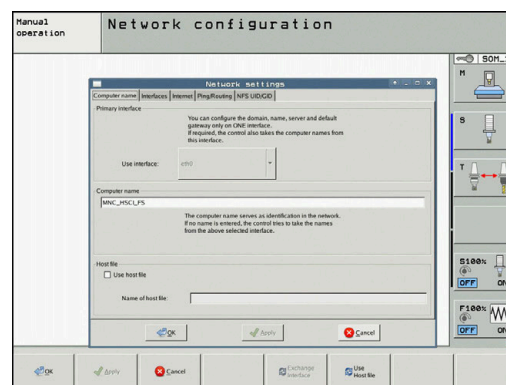 Manual operation
Network configuration
SOM_
M
Network settings
Computer name Interfaces Internet Ping/Routing NFS UID/GID
Primary interface
You can configure the domain, name, server and default
gateway only on ONE interface.
If required, the control also takes the computer names from
this interface.
Use interface: eth0
S
T
Computer name
MNC_HSCI_FS
The computer name serves as identification in the network.
If no name is entered, the control tries to take the names
from the above selected interface.
Host file
Use host file
Name of host file:
OK Apply Cancel
S100%
OFF ON
F100%
OFF ON
OK Apply Cancel Exchange interface Use Host file